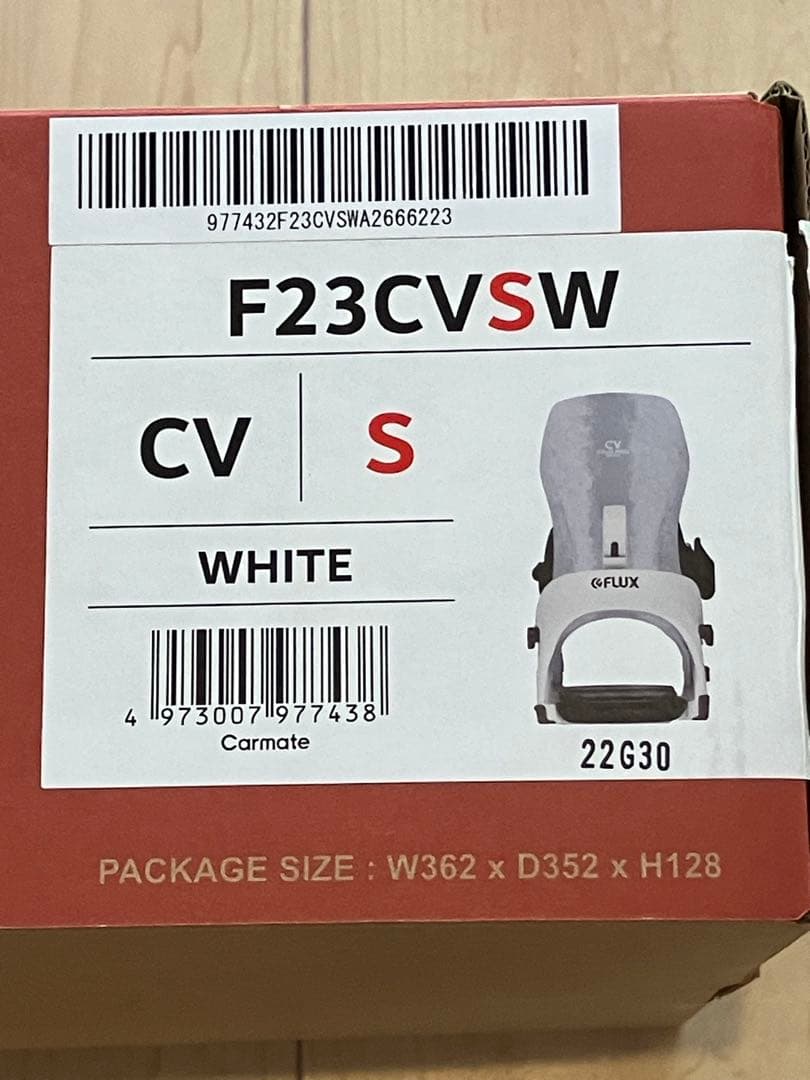 977432F23CVSWA2666223
F23CVSW
CV
S
WHITE
4 973007 977438
Carmate
CV
FLUX
22G30
PACKAGE SIZE : W362 x D352 x H128